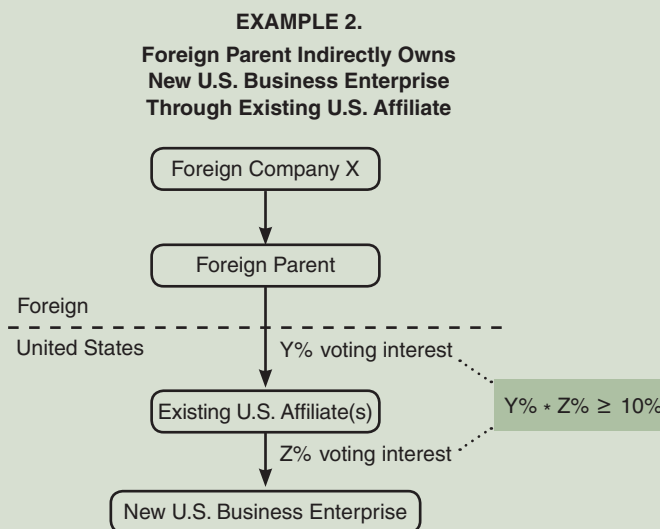 EXAMPLE 2.
Foreign Parent Indirectly Owns
New U.S. Business Enterprise
Through Existing U.S. Affiliate
Foreign Company X
Foreign Parent
Foreign
United States
Y% voting interest
Y% * Z% ≥ 10%
Existing U.S. Affiliate(s)
Z% voting interest
New U.S. Business Enterprise